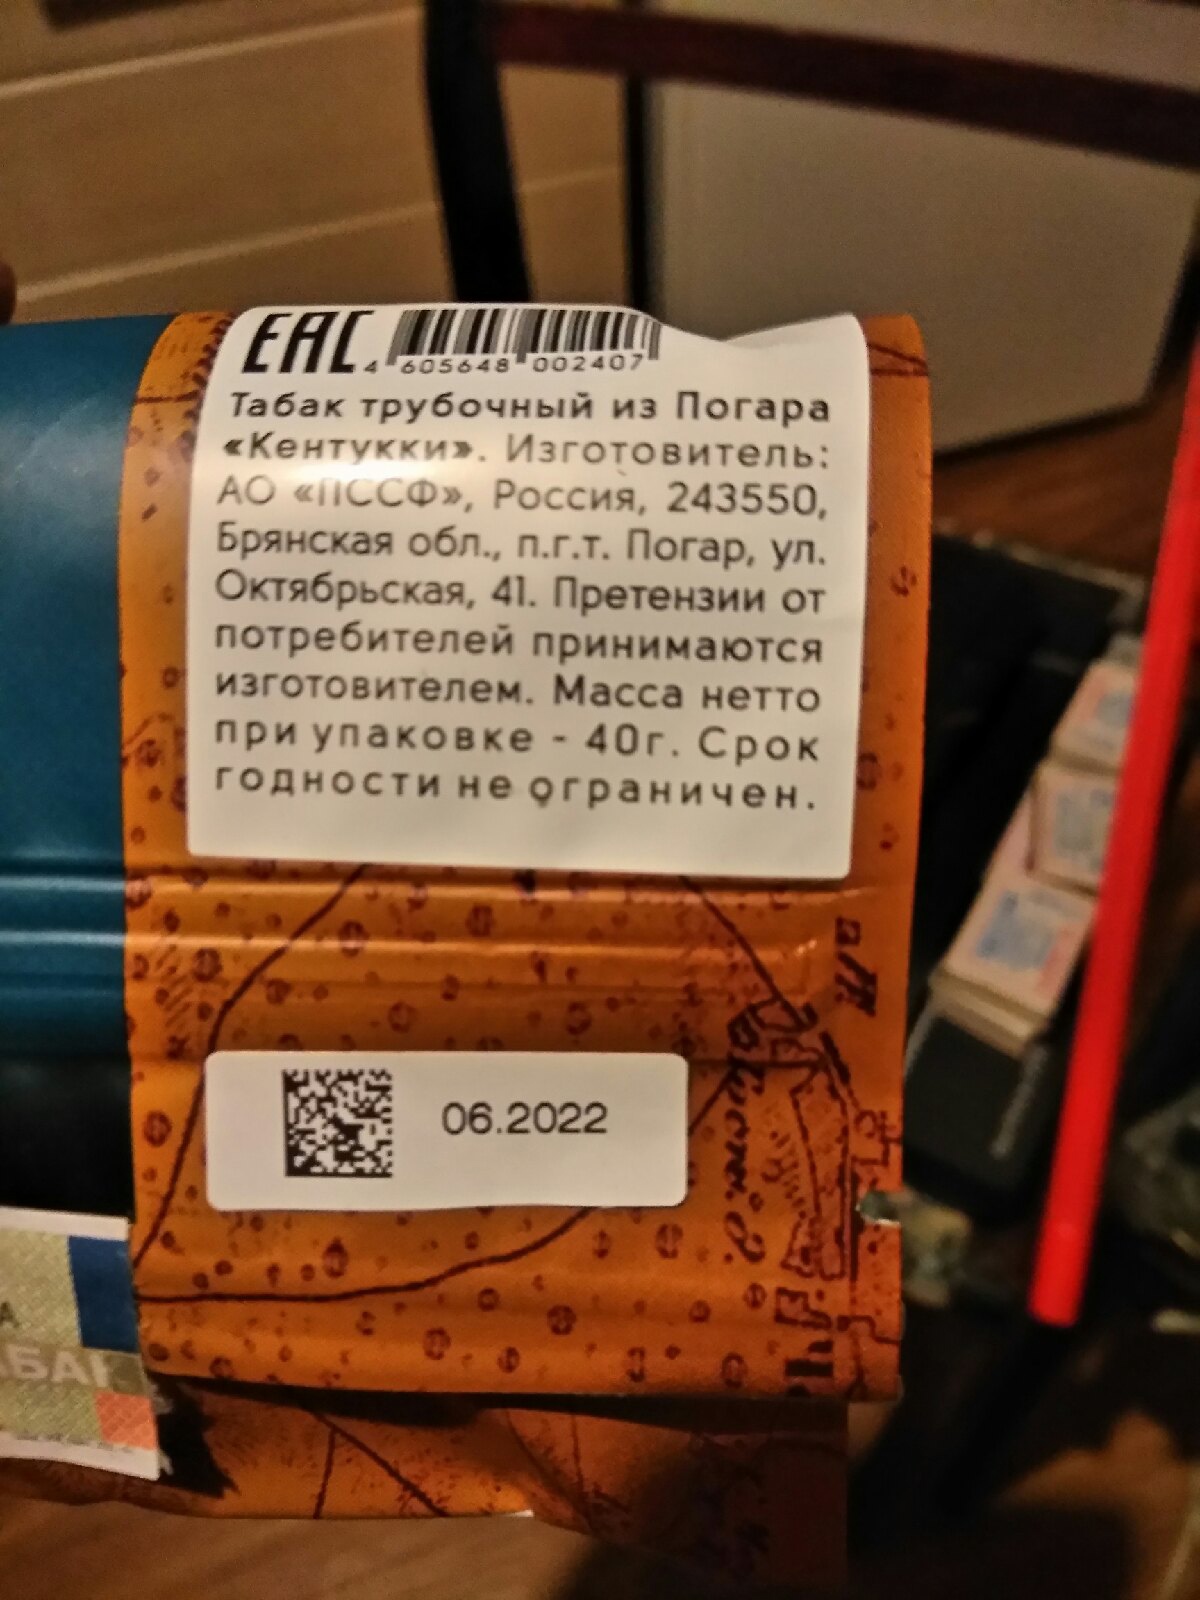 EAC
4 605648 002407
Табак трубочный из Погара
«Кентукки». Изготовитель:
АО «ПССФ», Россия, 243550,
Брянская обл., п.г.т. Погар, ул.
Октябрьская, 41. Претензии от
потребителей принимаются
изготовителем. Масса нетто
при упаковке - 40г. Срок
годности не ограничен.
06.2022